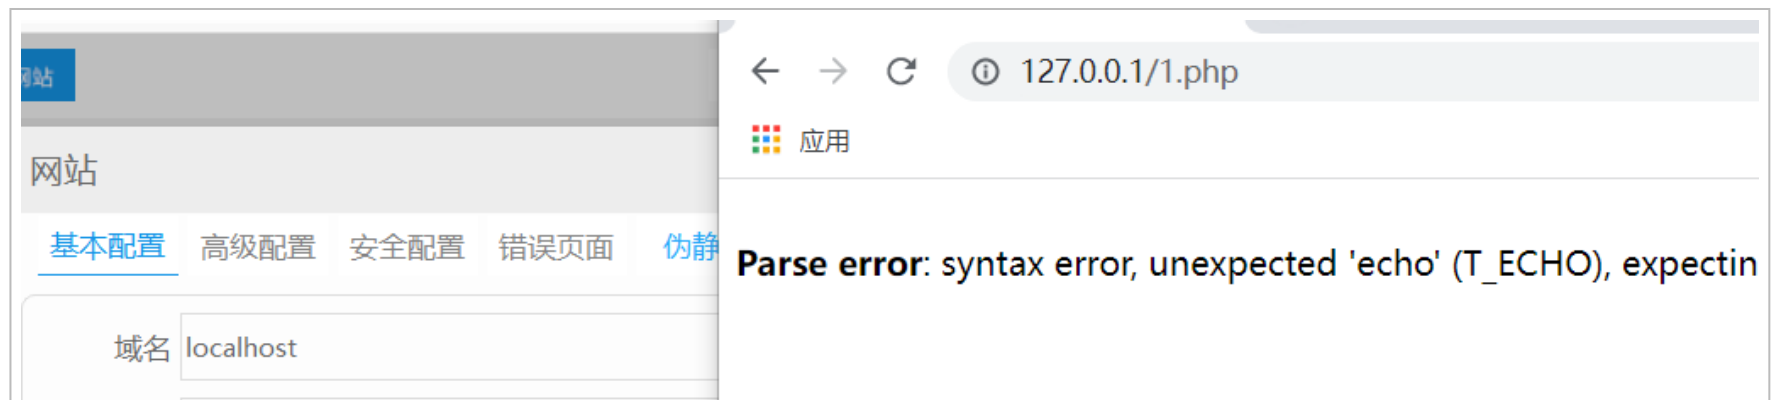 网站
网站
基本配置 高级配置 安全配置 错误页面 伪静
域名 localhost
127.0.0.1/1.php
应用
Parse error: syntax error, unexpected 'echo' (T_ECHO), expectin